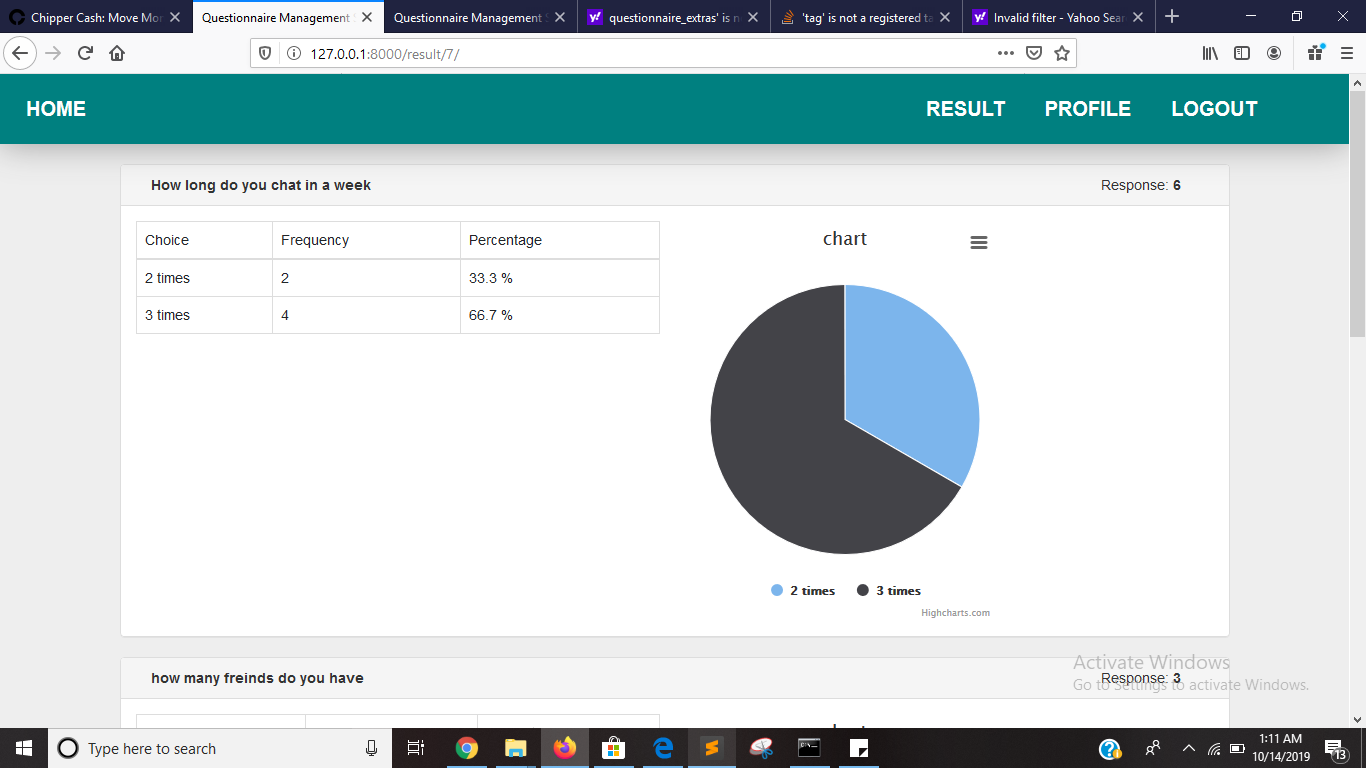 Chipper Cash: Move Mor
Questionnaire Management S
Questionnaire Management S
questionnaire_extras' is n
'tag' is not a registered ta
Invalid filter - Yahoo Sear
127.0.0.1:8000/result/7/
HOME RESULT PROFILE LOGOUT
How long do you chat in a week Response: 6
Choice Frequency Percentage
2 times 2 33.3 %
3 times 4 66.7 %
chart
2 times 3 times
Highcharts.com
how many freinds do you have Response: 3
Activate Windows
Go to Settings to activate Windows.
Type here to search
1:11 AM
10/14/2019
13